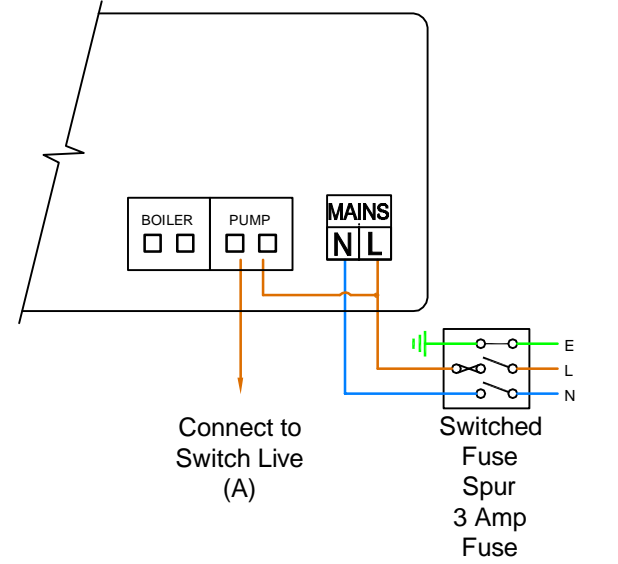 BOILER
PUMP
MAINS
N L
E
L
N
Connect to
Switch Live
(A)
Switched
Fuse
Spur
3 Amp
Fuse